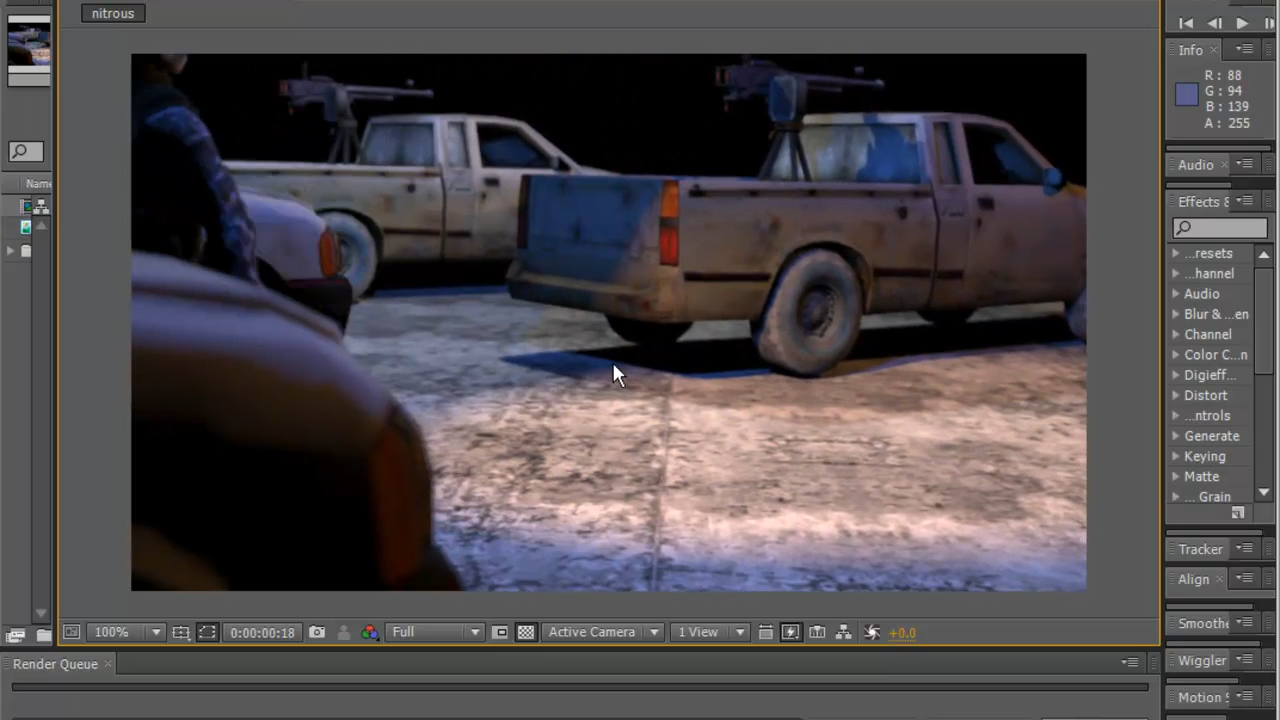 nitrous
Info ×
R : 88
G : 94
B : 139
A : 255
Name
Audio
Effects &
...resets
...hannel
Audio
Blur & ...en
Channel
Color C...n
Digieff...
Distort
...ntrols
Generate
Keying
Matte
... Grain
Tracker
Align ×
Smoothe
Wiggler
Motion S
100%
0:00:00:18
Full
Active Camera
1 View
+0.0
Render Queue ×